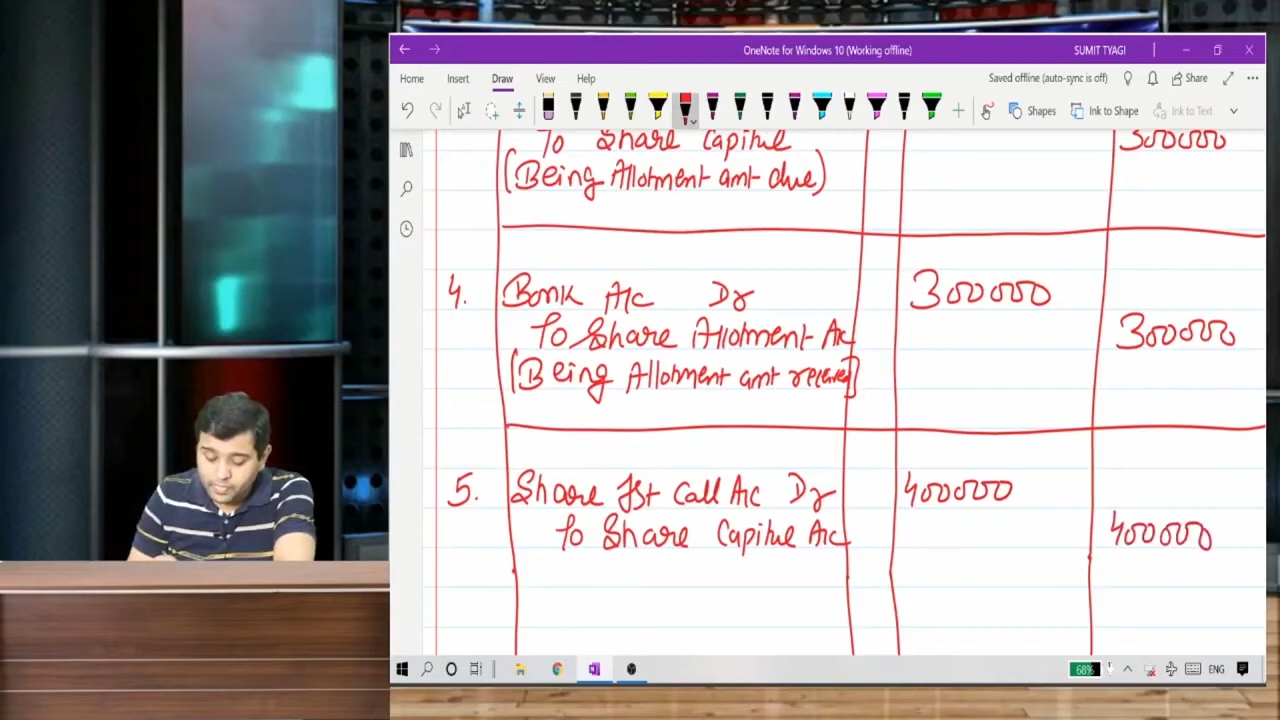 OneNote for Windows 10 (Working offline)
SUMIT TYAGI
Home Insert Draw View Help
Saved offline (auto-sync is off)
Share
Shapes
Ink to Shape
Ink to Text
To Share Capital 300000
(Being Allotment amt due)
4. Bank A/c Dr 300000
To Share Allotment A/c 300000
(Being Allotment amt received)
5. Share Ist Call A/c Dr 400000
To Share Capital A/c 400000
68%
ENG